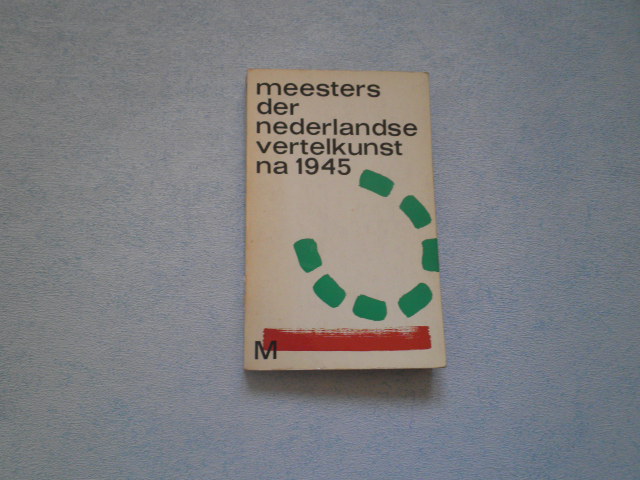 meesters
der
nederlandse
vertelkunst
na 1945
M